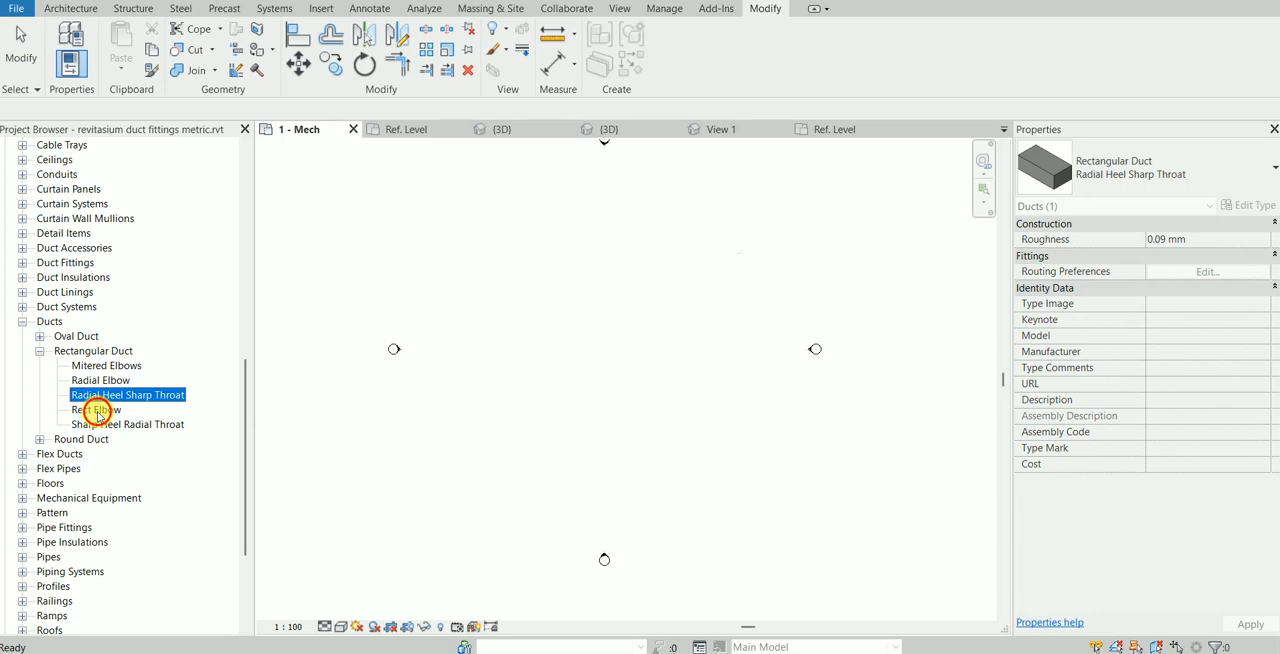 File Architecture Structure Steel Precast Systems Insert Annotate Analyze Massing & Site Collaborate View Manage Add-Ins Modify
Modify
Select
Properties
Paste
Clipboard
Cope
Cut
Join
Geometry
Modify
View
Measure
Create
Project Browser - revitasium duct fittings metric.rvt
1 - Mech
Ref. Level
{3D}
{3D}
View 1
Ref. Level
Properties
Cable Trays
Ceilings
Conduits
Curtain Panels
Curtain Systems
Curtain Wall Mullions
Detail Items
Duct Accessories
Duct Fittings
Duct Insulations
Duct Linings
Duct Systems
Ducts
Oval Duct
Rectangular Duct
Mitered Elbows
Radial Elbow
Radial Heel Sharp Throat
Rect Elbow
Sharp Heel Radial Throat
Round Duct
Flex Ducts
Flex Pipes
Floors
Mechanical Equipment
Pattern
Pipe Fittings
Pipe Insulations
Pipes
Piping Systems
Profiles
Railings
Ramps
Roofs
Rectangular Duct
Radial Heel Sharp Throat
Ducts (1)
Edit Type
Construction
Roughness 0.09 mm
Fittings
Routing Preferences Edit...
Identity Data
Type Image
Keynote
Model
Manufacturer
Type Comments
URL
Description
Assembly Description
Assembly Code
Type Mark
Cost
Properties help
Apply
1 : 100
Ready
:0
Main Model
:0